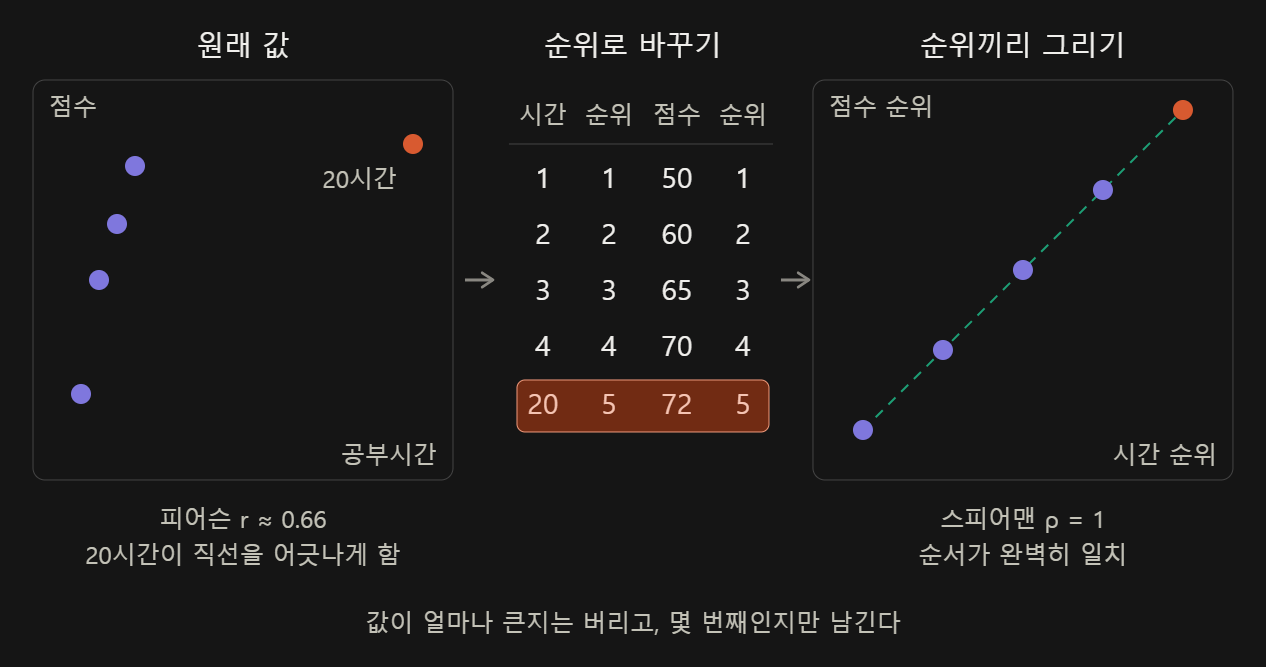 원래 값
순위로 바꾸기
순위끼리 그리기
점수
20시간
공부시간
시간 순위 점수 순위
1 1 50 1
2 2 60 2
3 3 65 3
4 4 70 4
20 5 72 5
점수 순위
시간 순위
피어슨 r ≈ 0.66
20시간이 직선을 어긋나게 함
스피어맨 ρ = 1
순서가 완벽히 일치
값이 얼마나 큰지는 버리고, 몇 번째인지만 남긴다